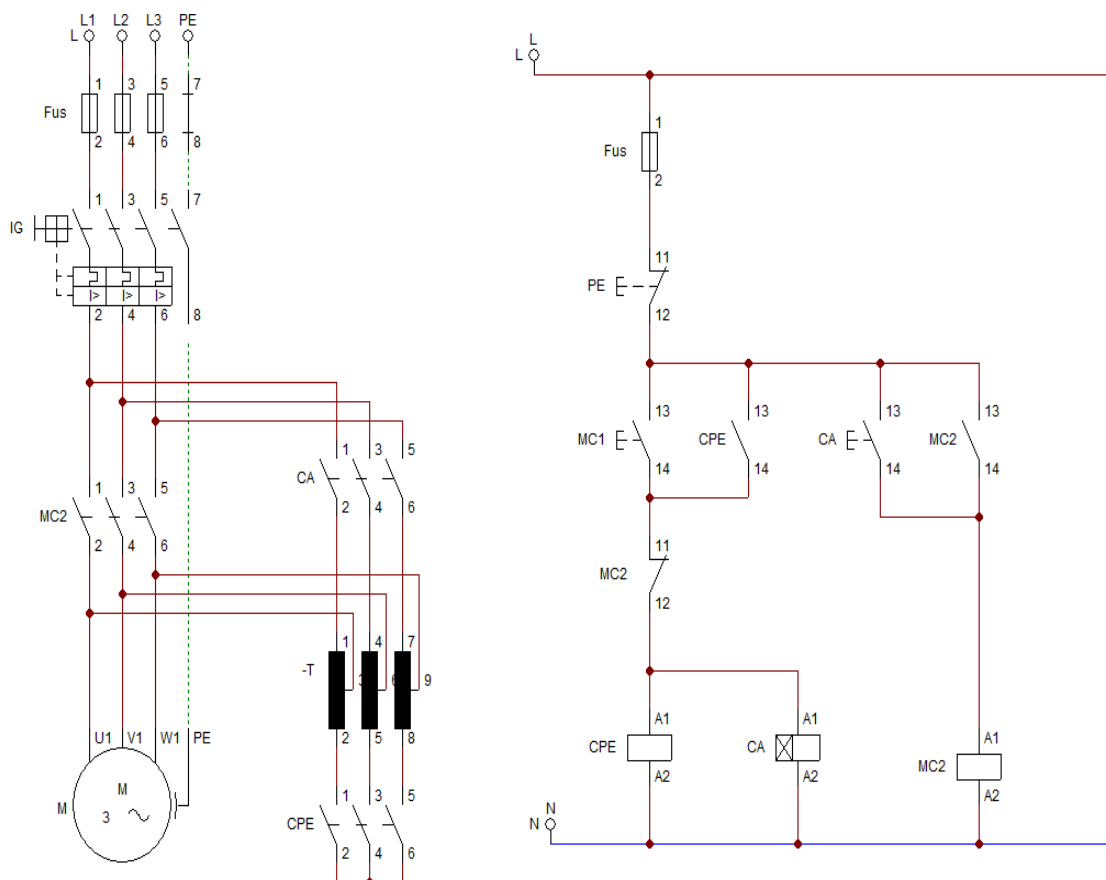 L1 L2 L3 PE
L
1 3 5 7
Fus
2 4 6 8
1 3 5 7
IG
I> I> I>
2 4 6 8
1 3 5
CA
2 4 6
1 3 5
MC2
2 4 6
1 4 7
-T
3 6 9
2 5 8
U1 V1 W1 PE
M
M
3
1 3 5
CPE
2 4 6
L
L
1
Fus
2
11
PE
12
13 13 13 13
MC1 CPE CA MC2
14 14 14 14
11
MC2
12
A1 A1 A1
CPE CA MC2
A2 A2 A2
N
N